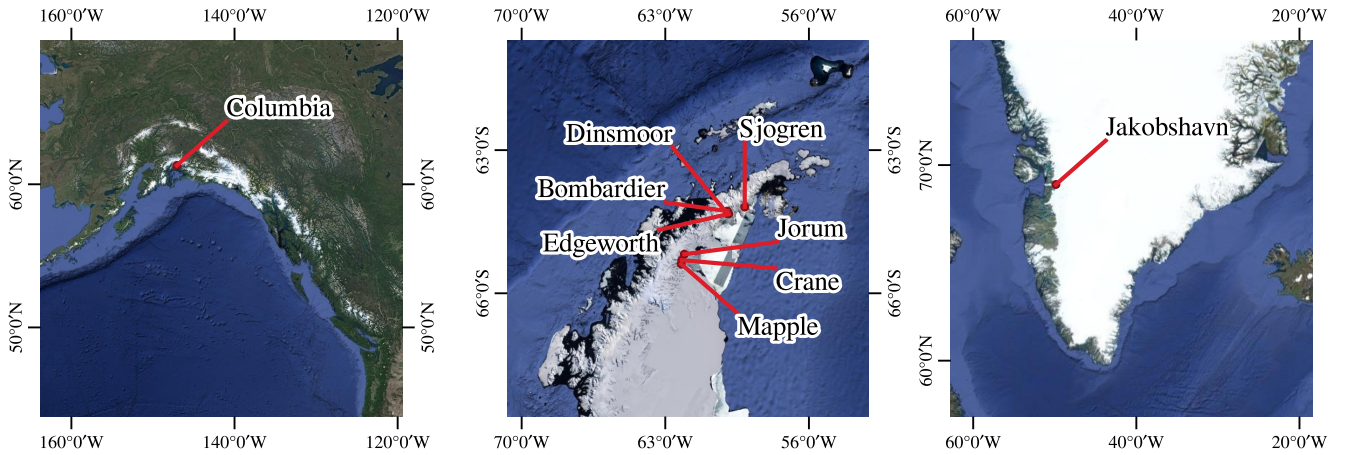 160°0'W 140°0'W 120°0'W
70°0'W 63°0'W 56°0'W
60°0'W 40°0'W 20°0'W
Columbia
60°0'N
50°0'N
60°0'N
50°0'N
160°0'W 140°0'W 120°0'W
63°0'S
66°0'S
Dinsmoor
Sjogren
Bombardier
Edgeworth
Jorum
Crane
Mapple
63°0'S
66°0'S
70°0'W 63°0'W 56°0'W
70°0'N
60°0'N
Jakobshavn
60°0'W 40°0'W 20°0'W